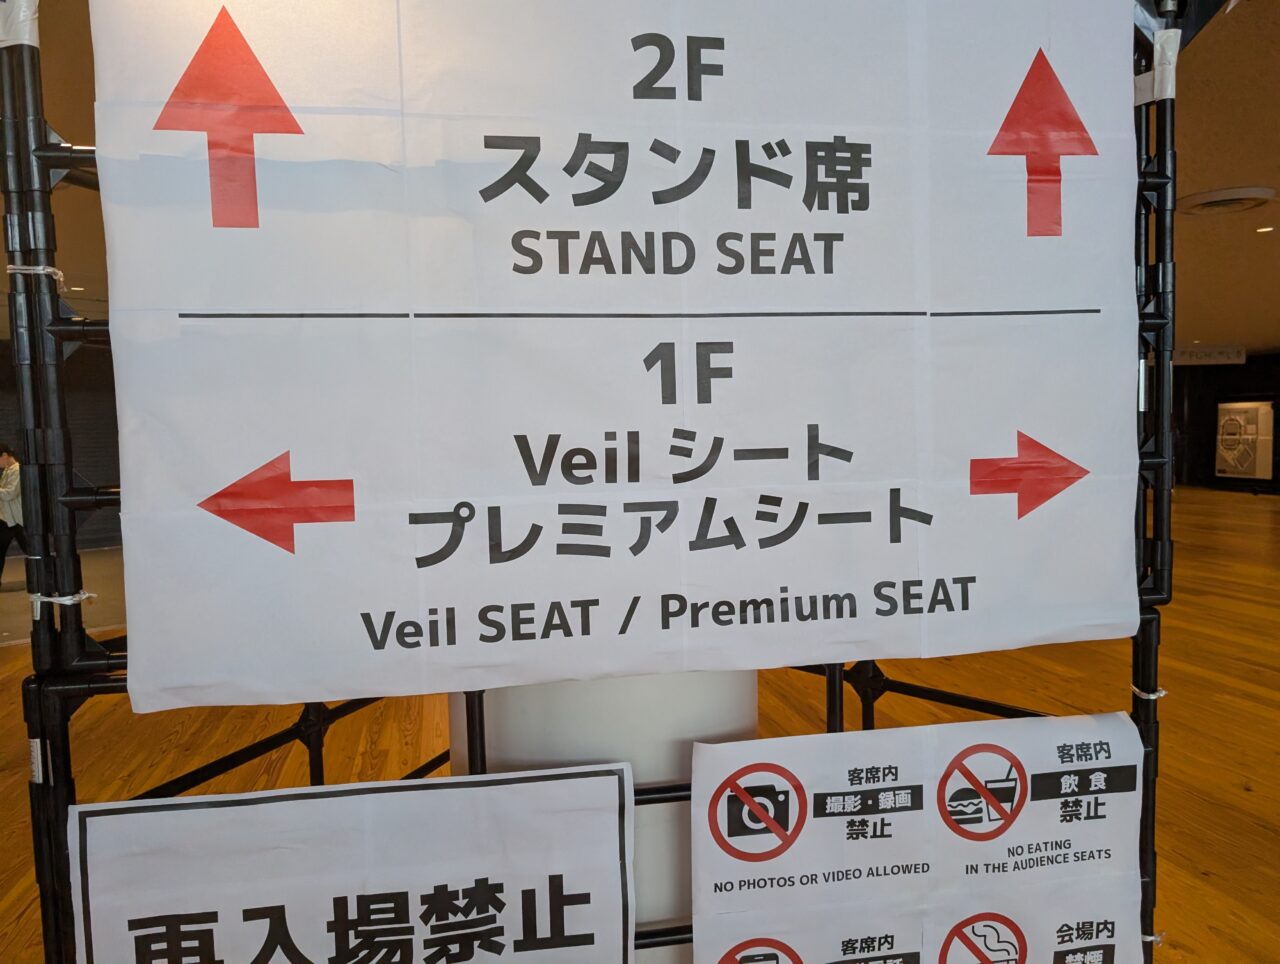 2F
スタンド席
STAND SEAT
1F
Veil シート
プレミアムシート
Veil SEAT / Premium SEAT
再入場禁止
客席内
撮影・録画
禁止
NO PHOTOS OR VIDEO ALLOWED
客席内
飲食
禁止
NO EATING
IN THE AUDIENCE SEATS
客席内
会場内
禁煙